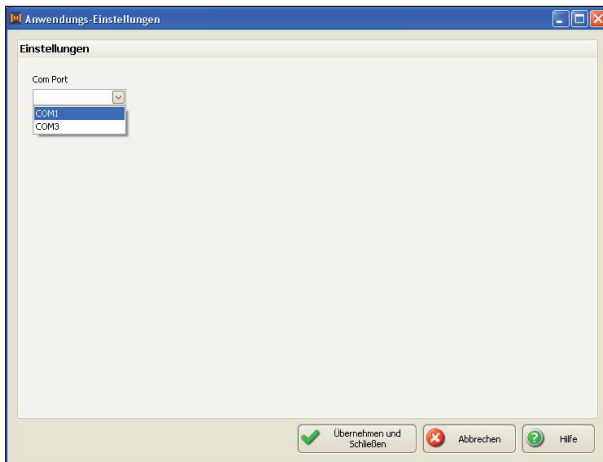 Anwendungs-Einstellungen
Einstellungen
Com Port
COM1
COM3
Übernehmen und
Schließen
Abbrechen
Hilfe